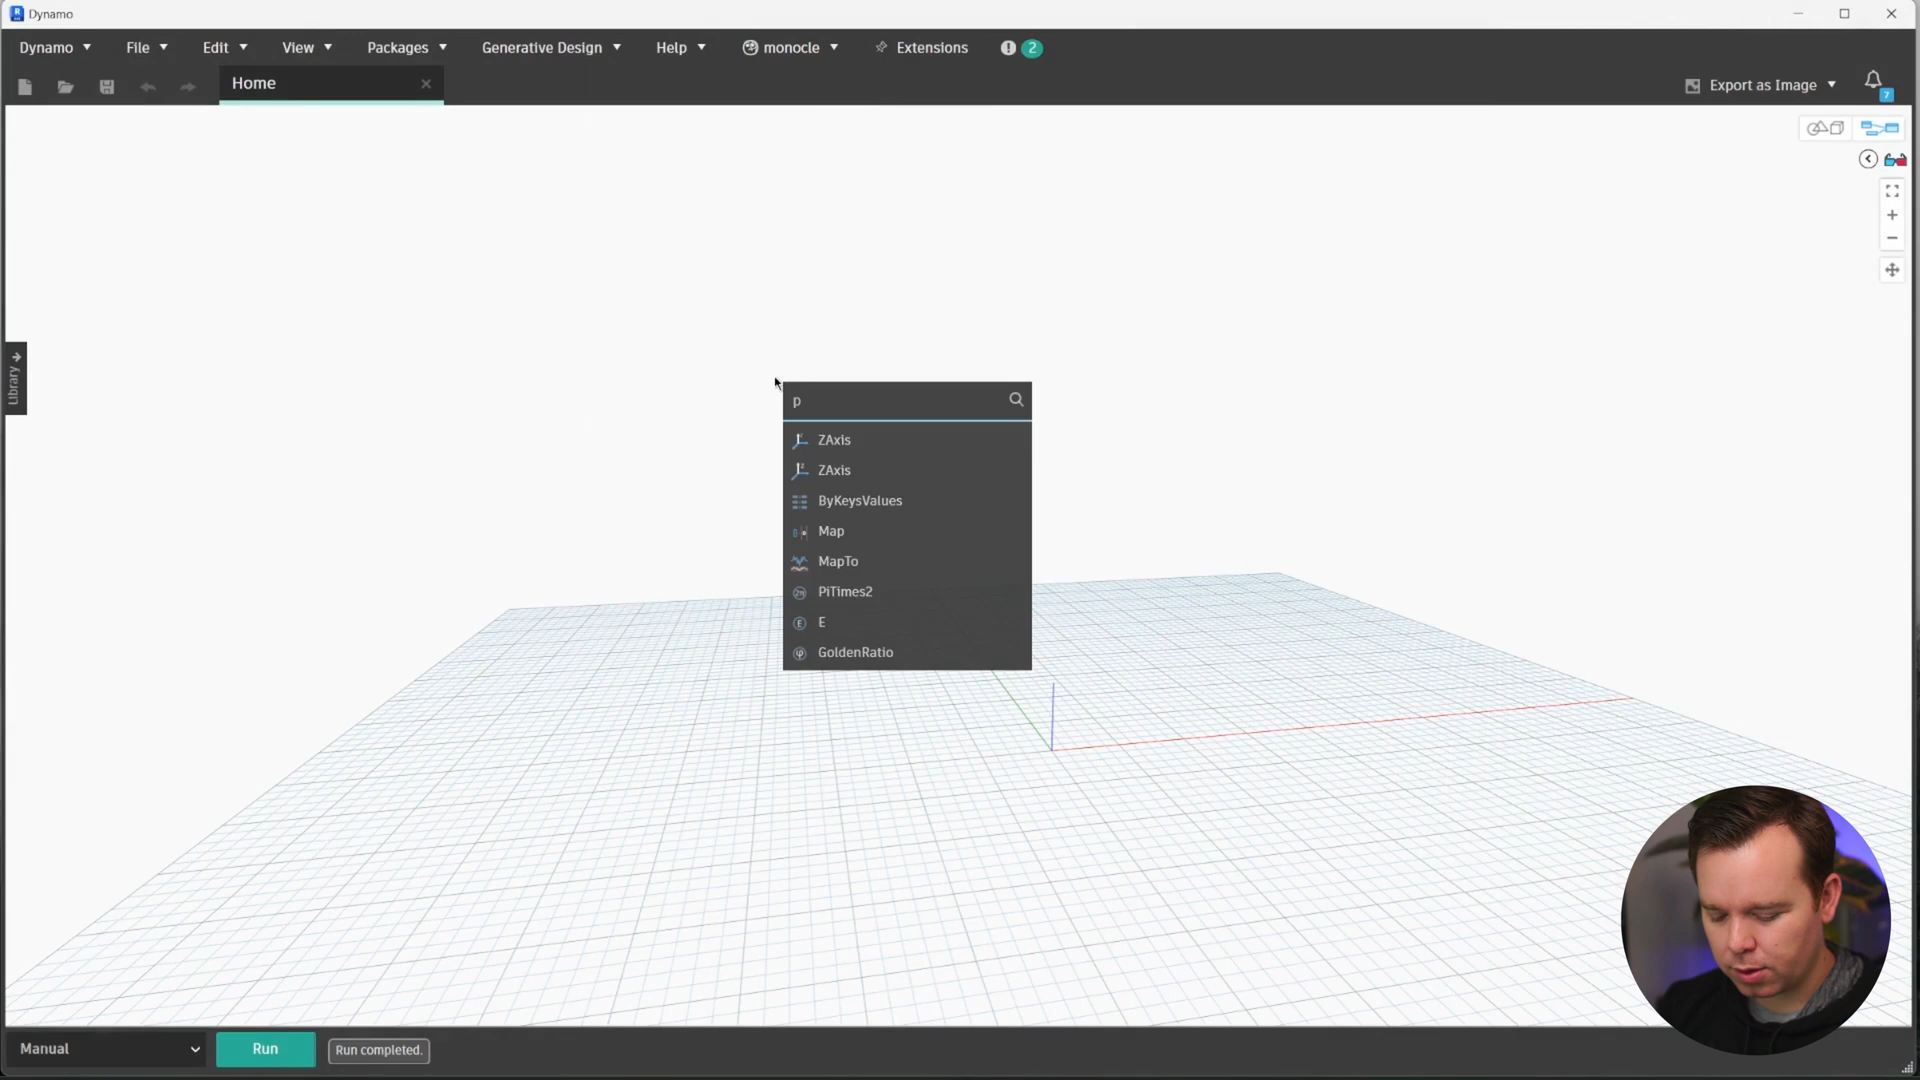 Dynamo
Dynamo File Edit View Packages Generative Design Help monocle Extensions 2
Home
Export as Image
7
Library
p
ZAxis
ZAxis
ByKeysValues
Map
MapTo
PiTimes2
E
GoldenRatio
Manual
Run
Run completed.